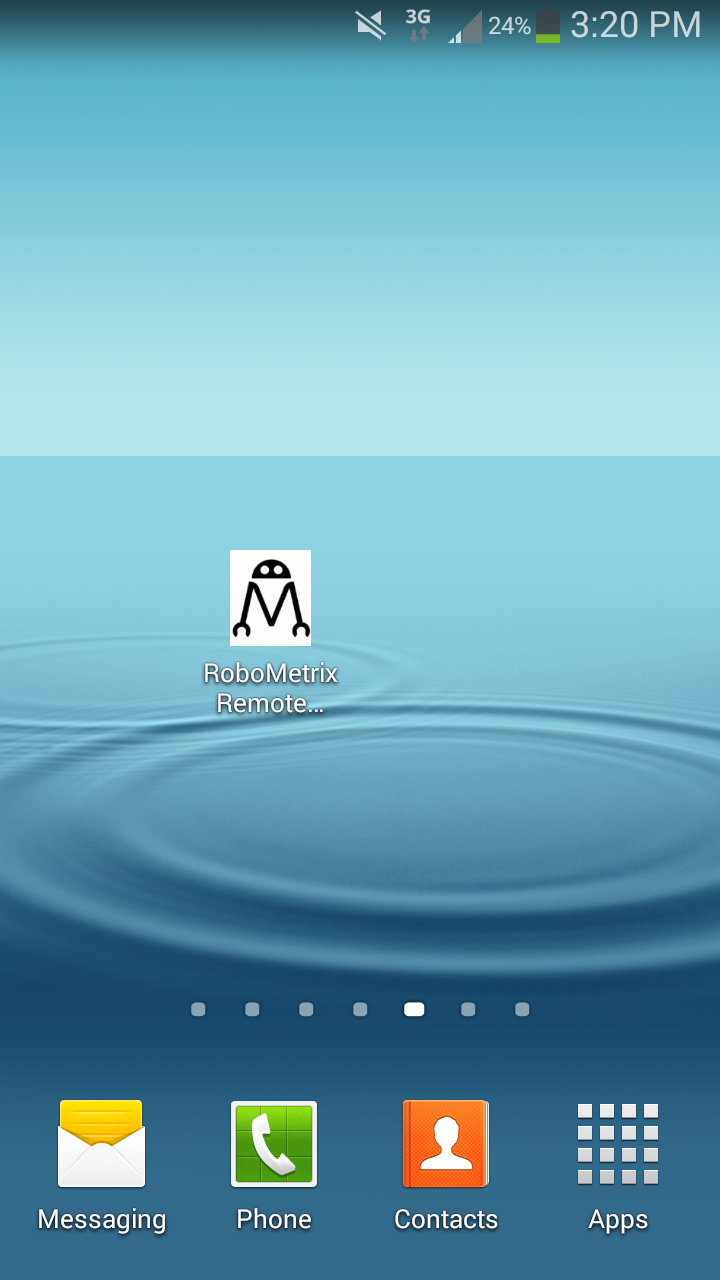 3G 24% 3:20 PM
RoboMetrix
Remote...
Messaging Phone Contacts Apps